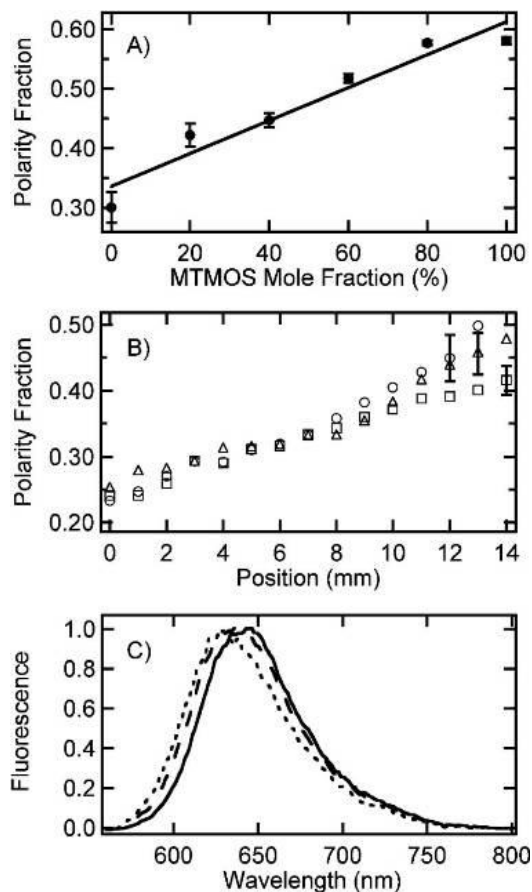 A)
0.60
0.50
0.40
0.30
Polarity Fraction
0 20 40 60 80 100
MTMOS Mole Fraction (%)
B)
0.50
0.40
0.30
0.20
Polarity Fraction
0 2 4 6 8 10 12 14
Position (mm)
C)
1.0
0.8
0.6
0.4
0.2
0.0
Fluorescence
600 650 700 750 800
Wavelength (nm)